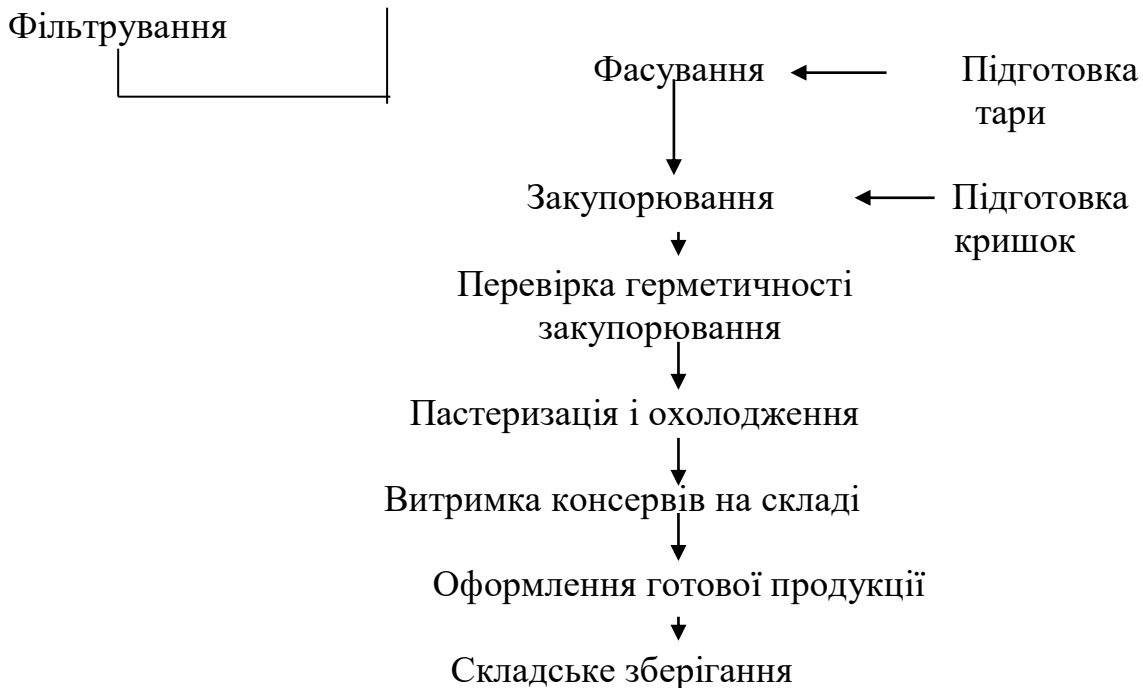 Фільтрування
Фасування
Підготовка
тари
Закупорювання
Підготовка
кришок
Перевірка герметичності
закупорювання
Пастеризація і охолодження
Витримка консервів на складі
Оформлення готової продукції
Складське зберігання